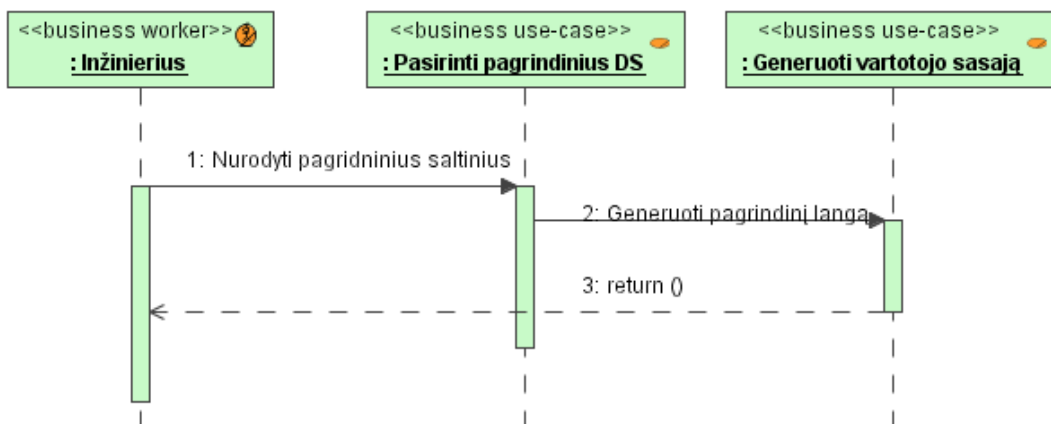 <<business worker>>
: Inžinierius
<<business use-case>>
: Pasirinti pagrindinius DS
<<business use-case>>
: Generuoti vartotojo sasają
1: Nurodyti pagridninius saltinius
2: Generuoti pagrindinį langą
3: return ()